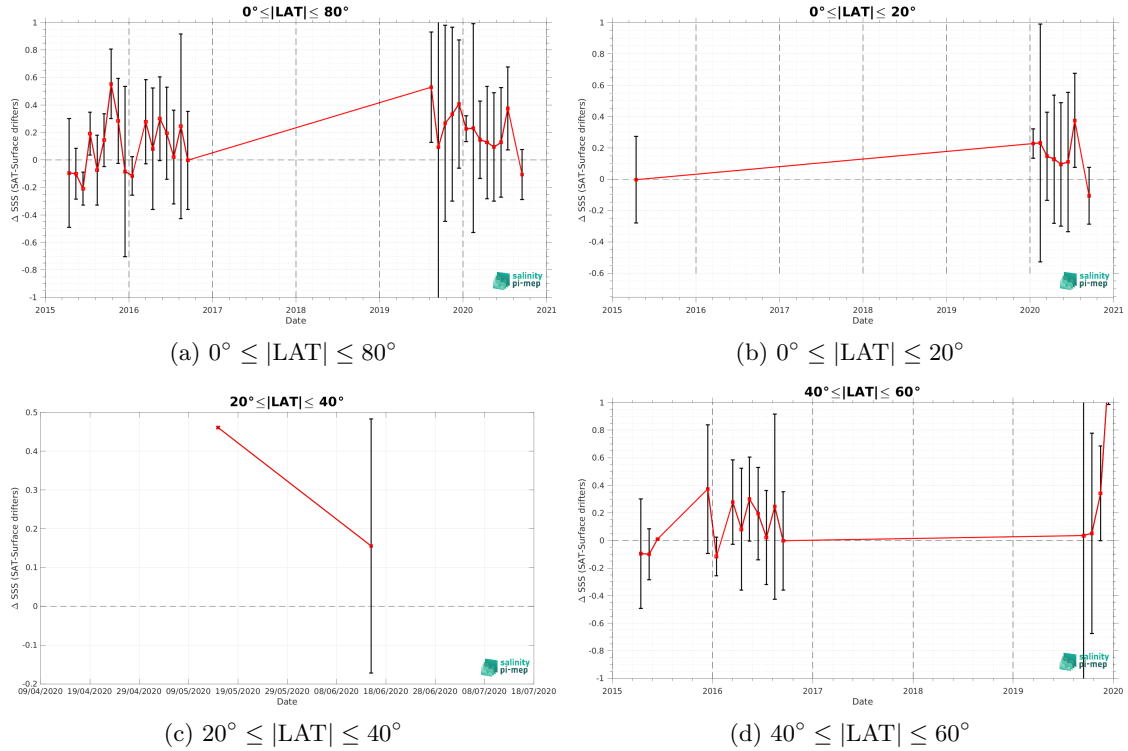 0°≤|LAT|≤ 80°
Δ SSS (SAT-Surface drifters)
1
0.8
0.6
0.4
0.2
0
-0.2
-0.4
-0.6
-0.8
-1
2015 2016 2017 2018 2019 2020 2021
Date
salinity
pi-mep
(a) 0° ≤ |LAT| ≤ 80°
0°≤|LAT|≤ 20°
Δ SSS (SAT-Surface drifters)
1
0.8
0.6
0.4
0.2
0
-0.2
-0.4
-0.6
2015 2016 2017 2018 2019 2020 2021
Date
salinity
pi-mep
(b) 0° ≤ |LAT| ≤ 20°
20°≤|LAT|≤ 40°
Δ SSS (SAT-Surface drifters)
0.5
0.4
0.3
0.2
0.1
0
-0.1
-0.2
09/04/2020 19/04/2020 29/04/2020 09/05/2020 19/05/2020 29/05/2020 08/06/2020 18/06/2020 28/06/2020 08/07/2020 18/07/2020
Date
salinity
pi-mep
(c) 20° ≤ |LAT| ≤ 40°
40°≤|LAT|≤ 60°
Δ SSS (SAT-Surface drifters)
1
0.8
0.6
0.4
0.2
0
-0.2
-0.4
-0.6
-0.8
-1
2015 2016 2017 2018 2019 2020
Date
salinity
pi-mep
(d) 40° ≤ |LAT| ≤ 60°